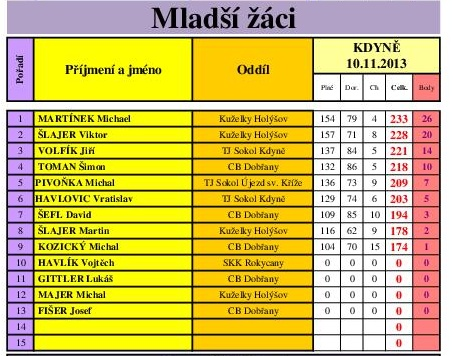 Mladší žáci
Pořadí Příjmení a jméno Oddíl KDYNĚ
10.11.2013
Plné Dor. Ch Celk. Body
1 MARTÍNEK Michael Kuželky Holýšov 153 79 4 233 26
2 ŠLAJER Viktor Kuželky Holýšov 157 71 8 228 20
3 VOLFÍK Jiří TJ Sokol Kdyně 137 84 5 221 14
4 TOMAN Šimon CB Dobřany 132 86 5 218 10
5 PIVOŇKA Michal TJ Sokol Újezd sv. Kříže 136 73 9 209 7
6 HAVLOVIC Vratislav TJ Sokol Kdyně 129 74 6 203 5
7 ŠEFL David CB Dobřany 109 85 10 194 3
8 ŠLAJER Martin Kuželky Holýšov 116 62 9 178 2
9 KOZICKÝ Michal CB Dobřany 104 70 15 174 1
10 HAVLÍK Vojtěch SKK Rokycany 0 0 0 0 0
11 GITTLER Lukáš CB Dobřany 0 0 0 0 0
12 MAJER Michal Kuželky Holýšov 0 0 0 0 0
13 FIŠER Josef CB Dobřany 0 0 0 0 0
14 0
15 0